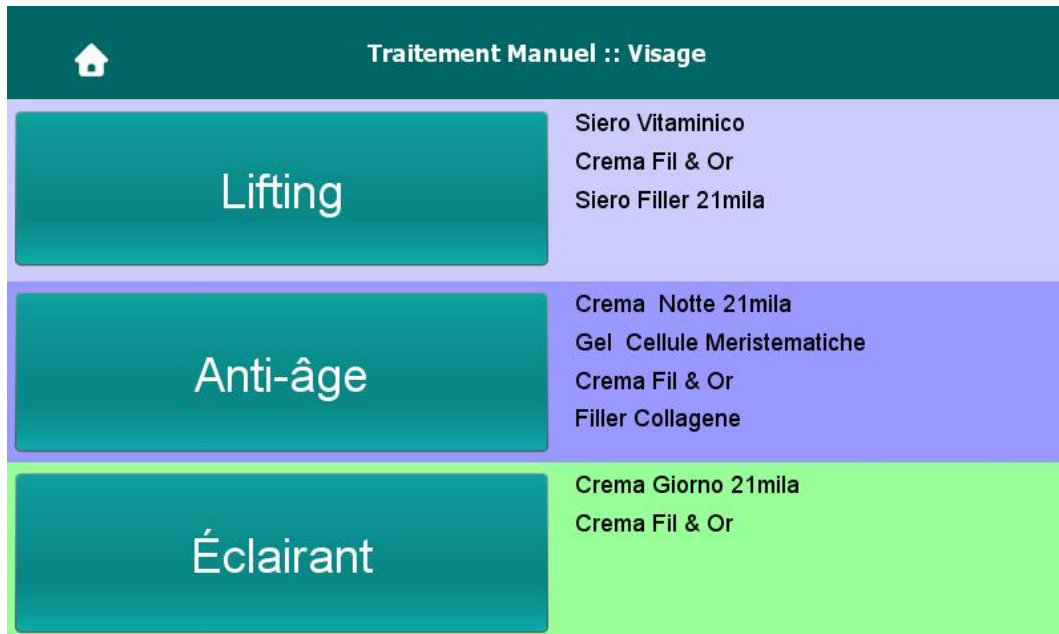 Traitement Manuel :: Visage
Lifting
Siero Vitaminico
Crema Fil & Or
Siero Filler 21mila
Anti-âge
Crema Notte 21mila
Gel Cellule Meristematiche
Crema Fil & Or
Filler Collagene
Éclairant
Crema Giorno 21mila
Crema Fil & Or